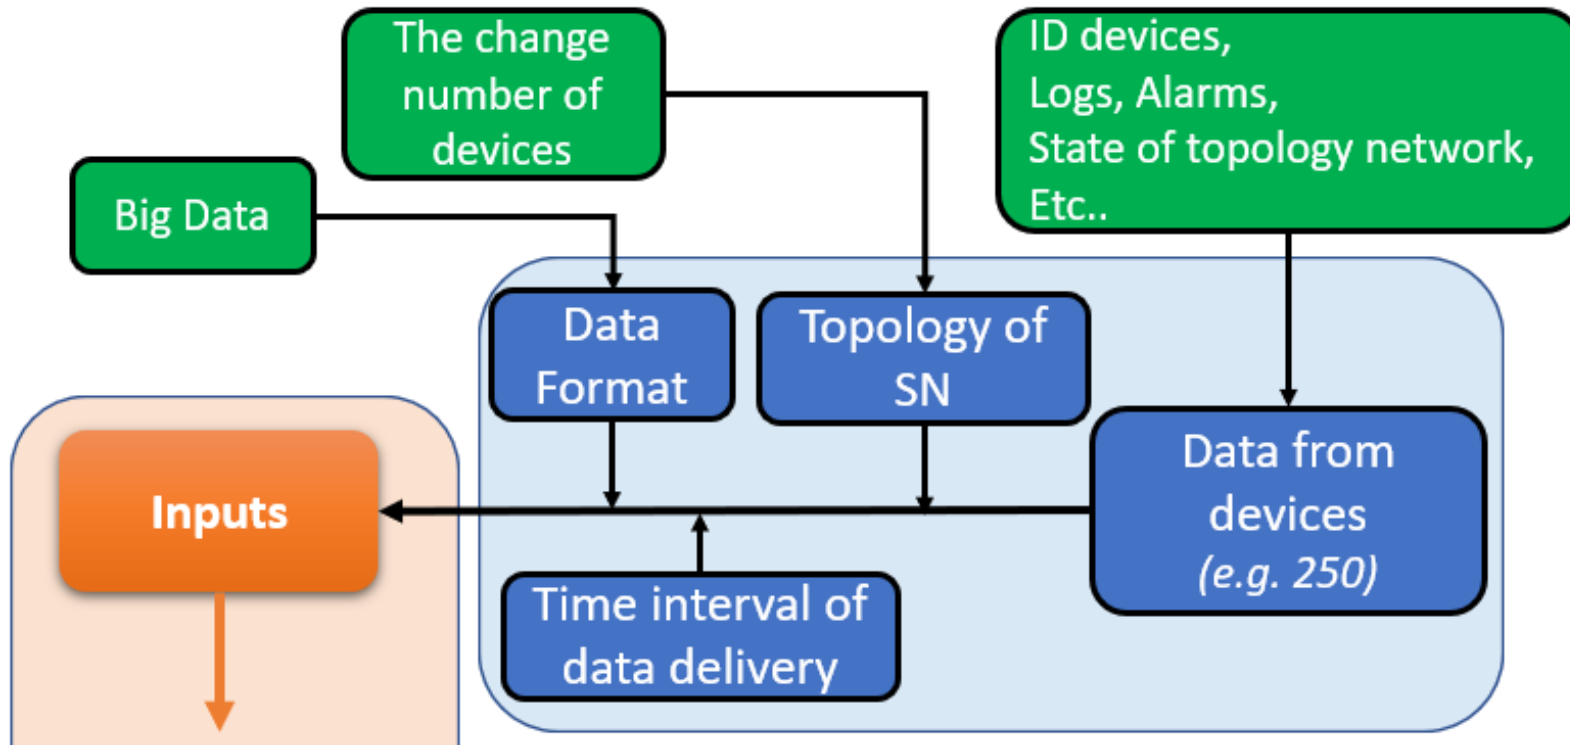 The change
number of
devices
ID devices,
Logs, Alarms,
State of topology network,
Etc..
Big Data
Data
Format
Topology of
SN
Data from
devices
(e.g. 250)
Inputs
Time interval of
data delivery